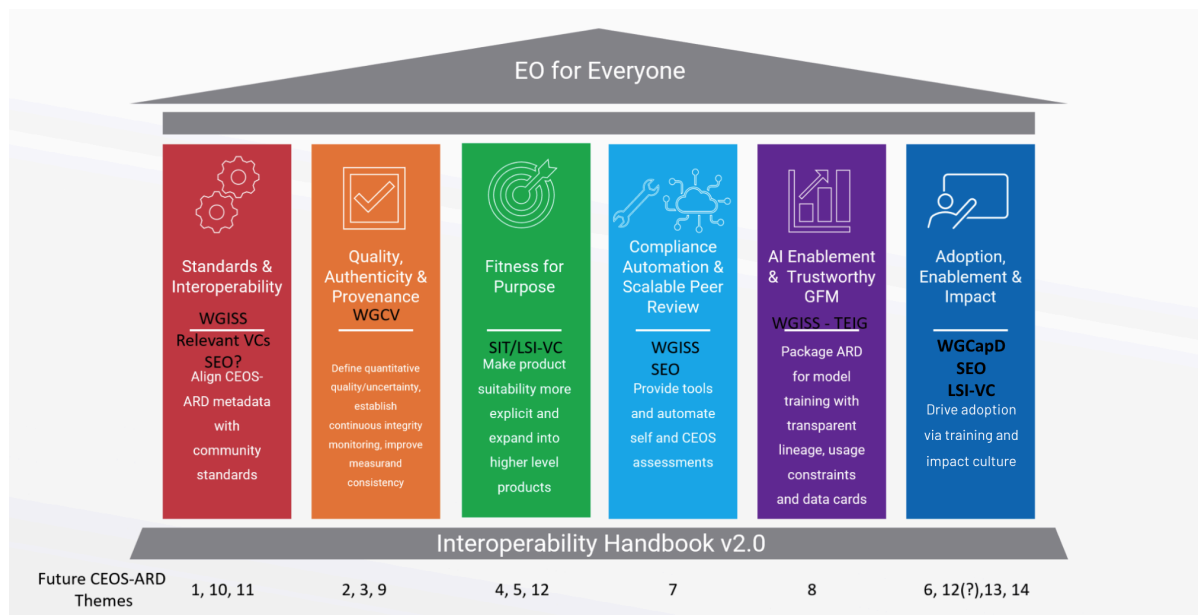 EO for Everyone
Standards &
Interoperability
WGISS
Relevant VCs
SEO?
Align CEOS-
ARD metadata
with
community
standards
Quality,
Authenticity &
Provenance
WGCV
Define quantitative
quality/uncertainty,
establish
continuous integrity
monitoring, improve
measurand
consistency
Fitness for
Purpose
SIT/LSI-VC
Make product
suitability more
explicit and
expand into
higher level
products
Compliance
Automation &
Scalable Peer
Review
WGISS
SEO
Provide tools
and automate
self and CEOS
assessments
AI Enablement
& Trustworthy
GFM
WGISS - TEIG
Package ARD
for model
training with
transparent
lineage, usage
constraints
and data cards
Adoption,
Enablement &
Impact
WGCapD
SEO
LSI-VC
Drive adoption
via training and
impact culture
Interoperability Handbook v2.0
Future CEOS-ARD
Themes
1, 10, 11
2, 3, 9
4, 5, 12
7
8
6, 12(?),13, 14